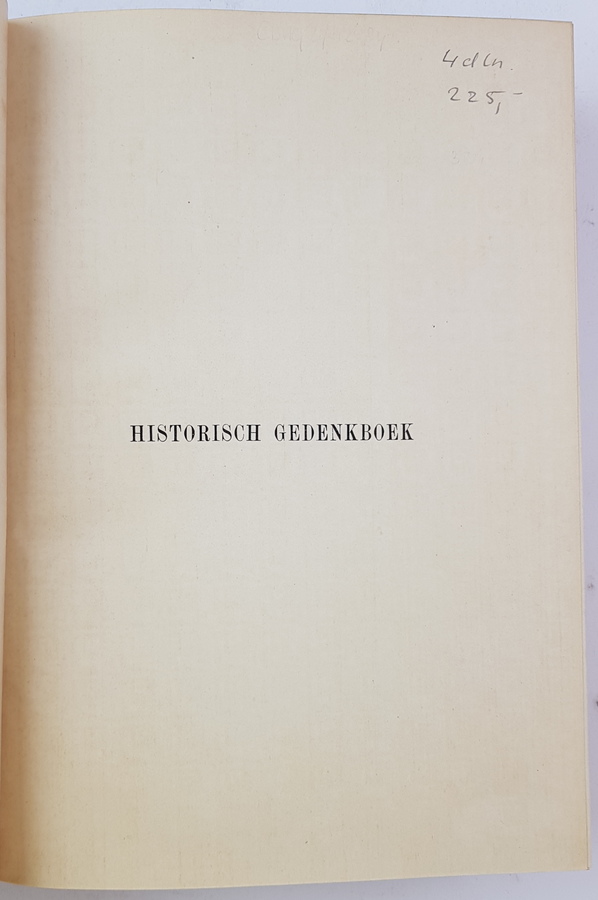 4 dln.
225,-
HISTORISCH GEDENKBOEK